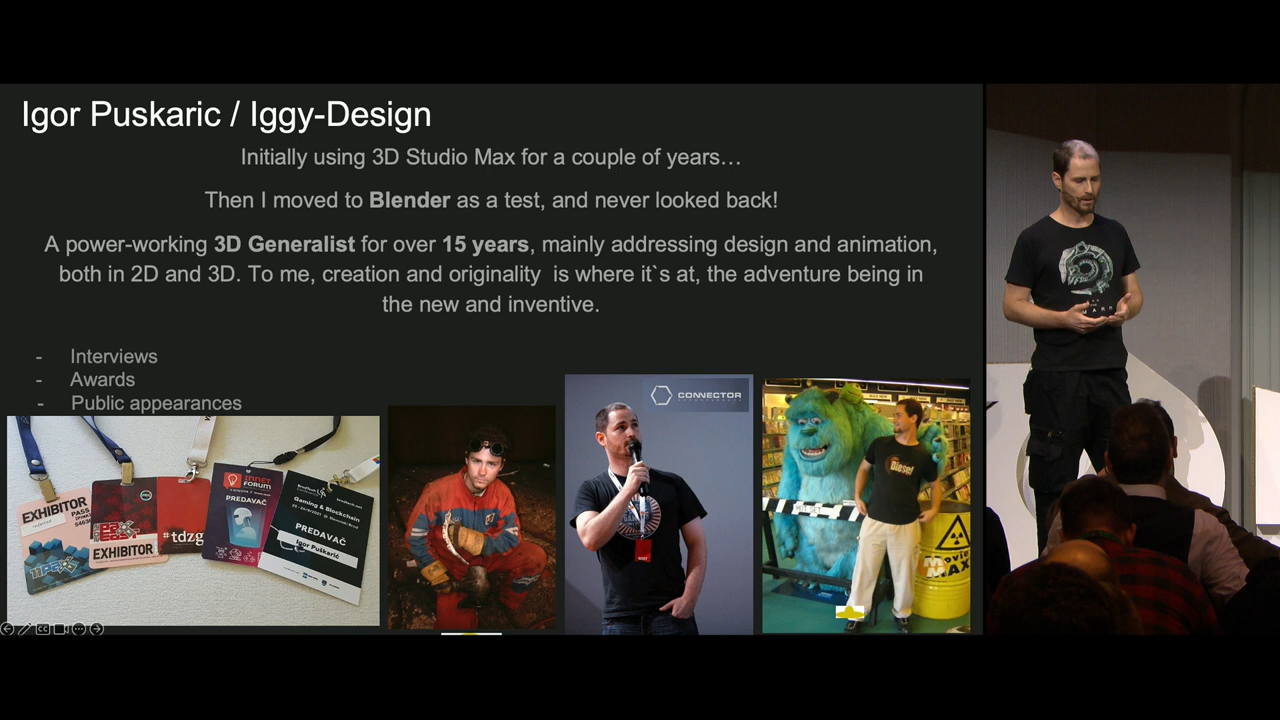 Igor Puskaric / Iggy-Design
Initially using 3D Studio Max for a couple of years…
Then I moved to Blender as a test, and never looked back!
A power-working 3D Generalist for over 15 years, mainly addressing design and animation,
both in 2D and 3D. To me, creation and originality  is where it`s at, the adventure being in
the new and inventive.
- Interviews
- Awards
- Public appearances
EXHIBITOR
PASS
EXHIBITOR
#tdzg
FORUM
PREDAVAČ
Gaming & Blockchain
PREDAVAČ
Igor Puškarić
CONNECTOR
Diesel
MOVIE
MAX